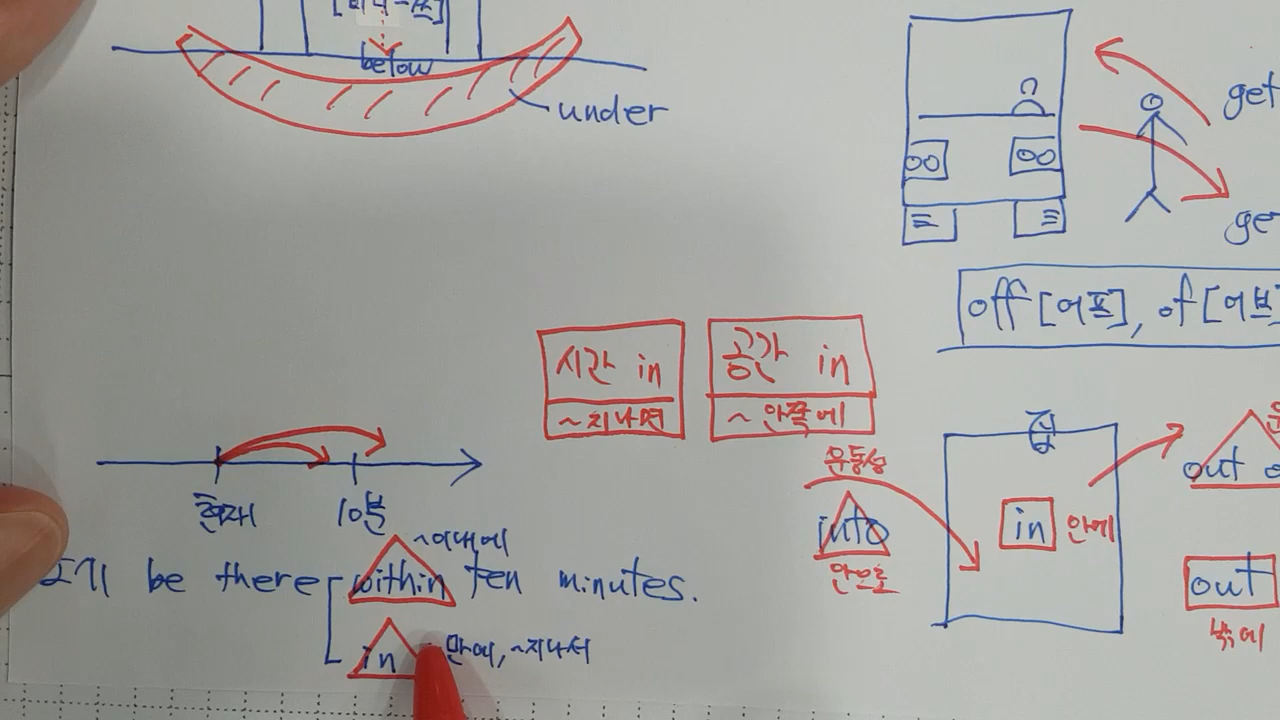 below
under
get
off [어프], of [어브]
시간 in
~지나면
공간 in
~안쪽에
집
운동성
into
안으로
in 안에
out
out
밖에
현재 10분
~이내에
I'll be there within ten minutes.
in 만에, ~지나서